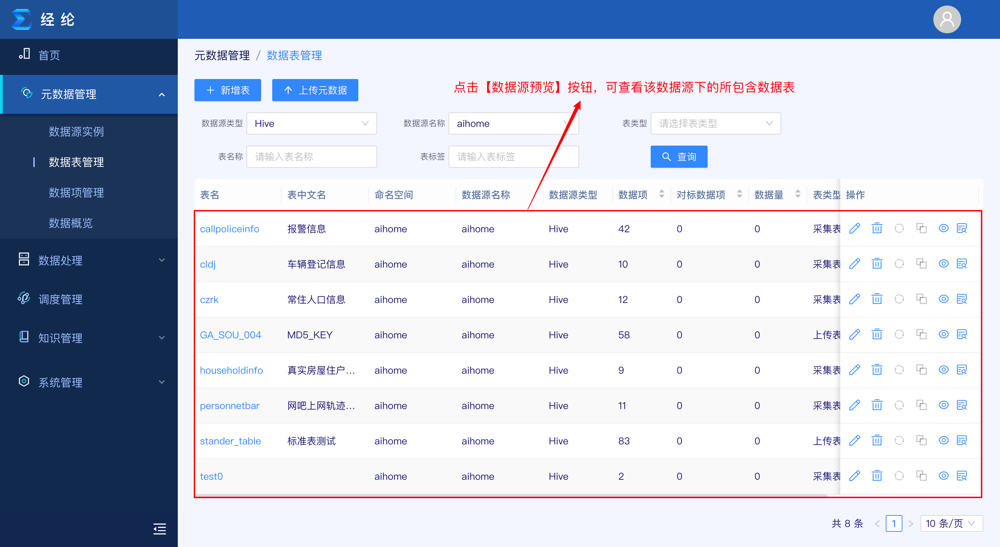 经 纶
首页
元数据管理
数据源实例
数据表管理
数据项管理
数据概览
数据处理
调度管理
知识管理
系统管理
元数据管理 / 数据表管理
+ 新增表 上传元数据
点击【数据源预览】按钮，可查看该数据源下的所包含数据表
数据源类型 Hive 数据源名称 aihome 表类型 请选择表类型
表名称 请输入表名称 表标签 请输入表标签 查询
表名 表中文名 命名空间 数据源名称 数据源类型 数据项 对标数据项 数据量 表类型 操作
callpoliceinfo 报警信息 aihome aihome Hive 42 0 0 采集表
cldj 车辆登记信息 aihome aihome Hive 10 0 0 采集表
czrk 常住人口信息 aihome aihome Hive 12 0 0 采集表
GA_SOU_004 MD5_KEY aihome aihome Hive 58 0 0 上传表
householdinfo 真实房屋住户... aihome aihome Hive 9 0 0 采集表
personnetbar 网吧上网轨迹... aihome aihome Hive 11 0 0 采集表
stander_table 标准表测试 aihome aihome Hive 83 0 0 上传表
test0 aihome aihome Hive 2 0 0 采集表
共 8 条 < 1 > 10 条/页